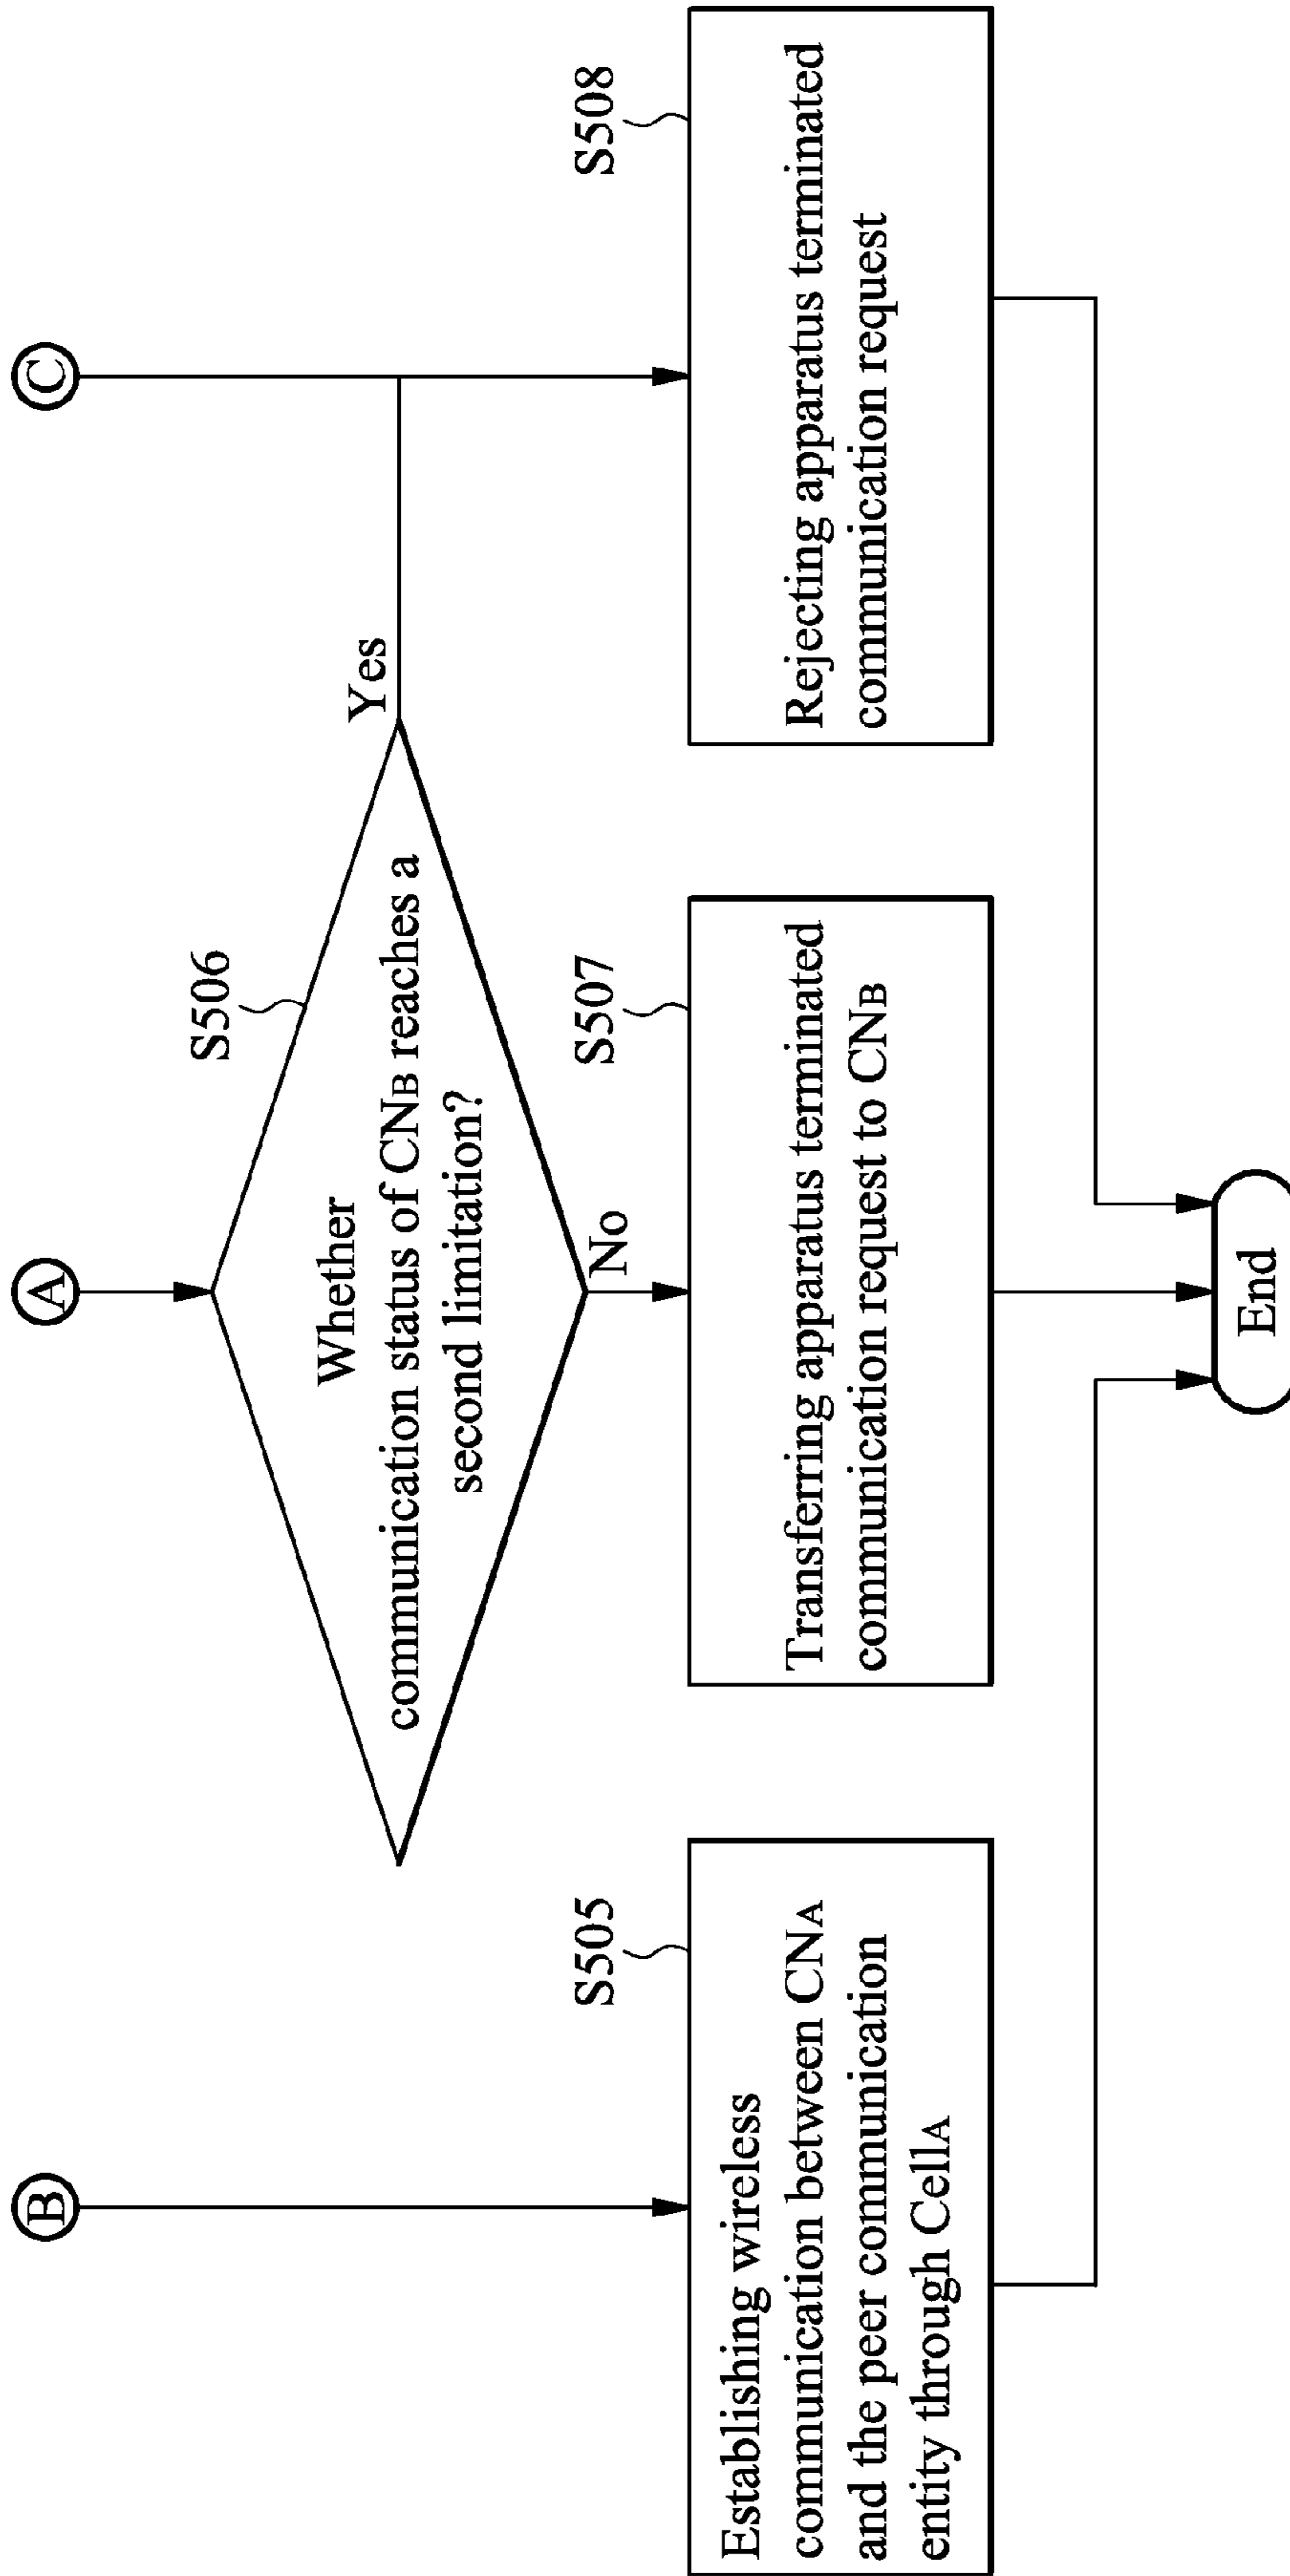 B
A
C
S506
Whether
communication status of CNB reaches a
second limitation?
Yes
No
S505
Establishing wireless
communication between CNA
and the peer communication
entity through CellA
S507
Transferring apparatus terminated
communication request to CNB
S508
Rejecting apparatus terminated
communication request
End